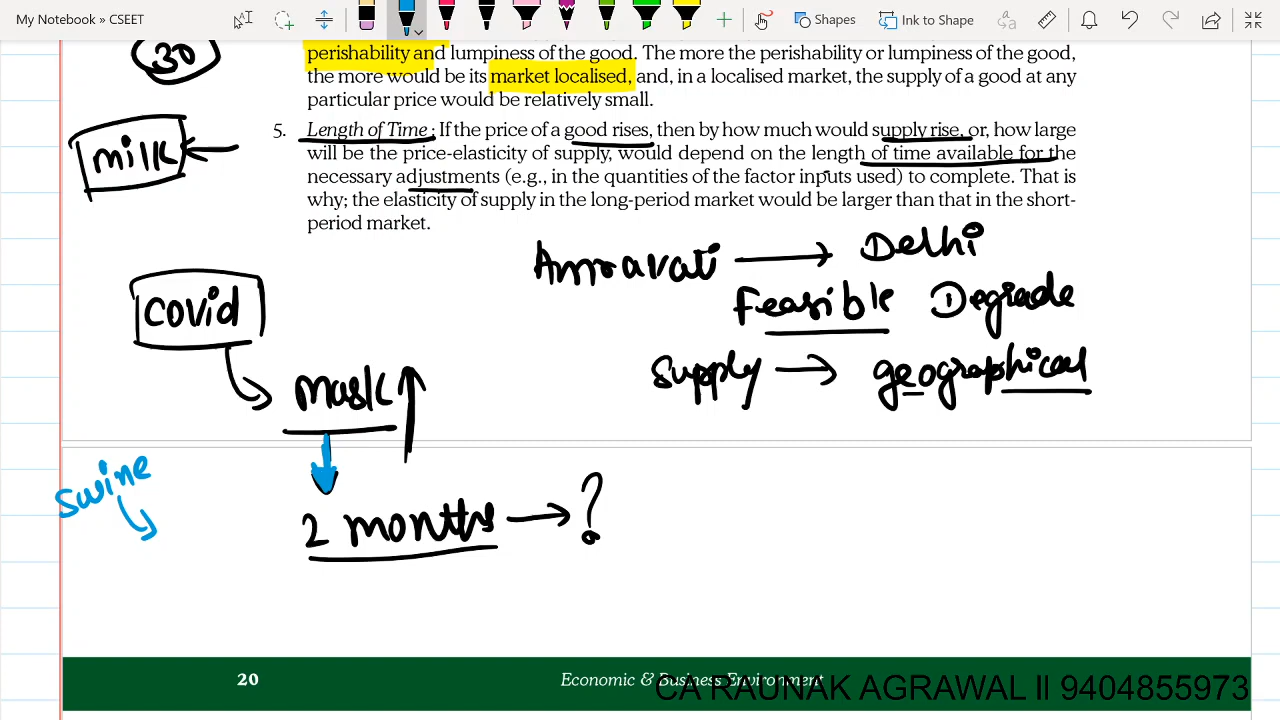 My Notebook » CSEET
Shapes
Ink to Shape
30
perishability and lumpiness of the good. The more the perishability or lumpiness of the good,
the more would be its market localised, and, in a localised market, the supply of a good at any
particular price would be relatively small.
5. Length of Time : If the price of a good rises, then by how much would supply rise, or, how large
will be the price-elasticity of supply, would depend on the length of time available for the
necessary adjustments (e.g., in the quantities of the factor inputs used) to complete. That is
why; the elasticity of supply in the long-period market would be larger than that in the short-
period market.
milk
Amravati → Delhi
Feasible Degrade
Supply → geographical
covid
mask
2 months → ?
Swine
20
Economic & Business Environment
CA RAUNAK AGRAWAL ll 9404855973